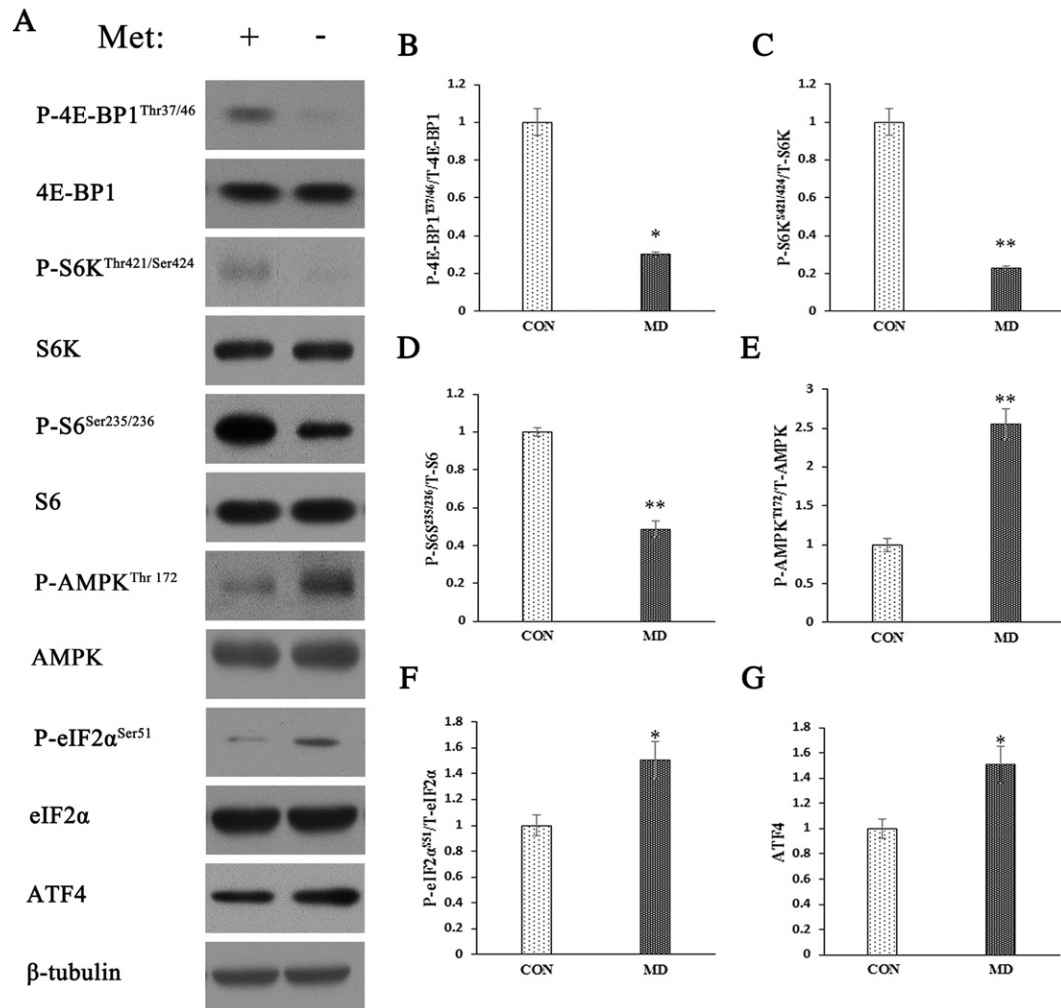 A
Met: + -
P-4E-BP1Thr37/46
4E-BP1
P-S6KThr421/Ser424
S6K
P-S6Ser235/236
S6
P-AMPKThr 172
AMPK
P-eIF2αSer51
eIF2α
ATF4
β-tubulin
B
P-4E-BP1T37/46/T-4E-BP1
1.2
1
0.8
0.6
0.4
0.2
0
*
CON MD
C
P-S6KS421/424/T-S6K
1.2
1
0.8
0.6
0.4
0.2
0
**
CON MD
D
P-S6S235/236/T-S6
1.2
1
0.8
0.6
0.4
0.2
0
**
CON MD
E
P-AMPKT172/T-AMPK
3
2.5
2
1.5
1
0.5
0
**
CON MD
F
P-eIF2αS51/T-eIF2α
1.8
1.6
1.4
1.2
1
0.8
0.6
0.4
0.2
0
*
CON MD
G
ATF4
1.8
1.6
1.4
1.2
1
0.8
0.6
0.4
0.2
0
*
CON MD